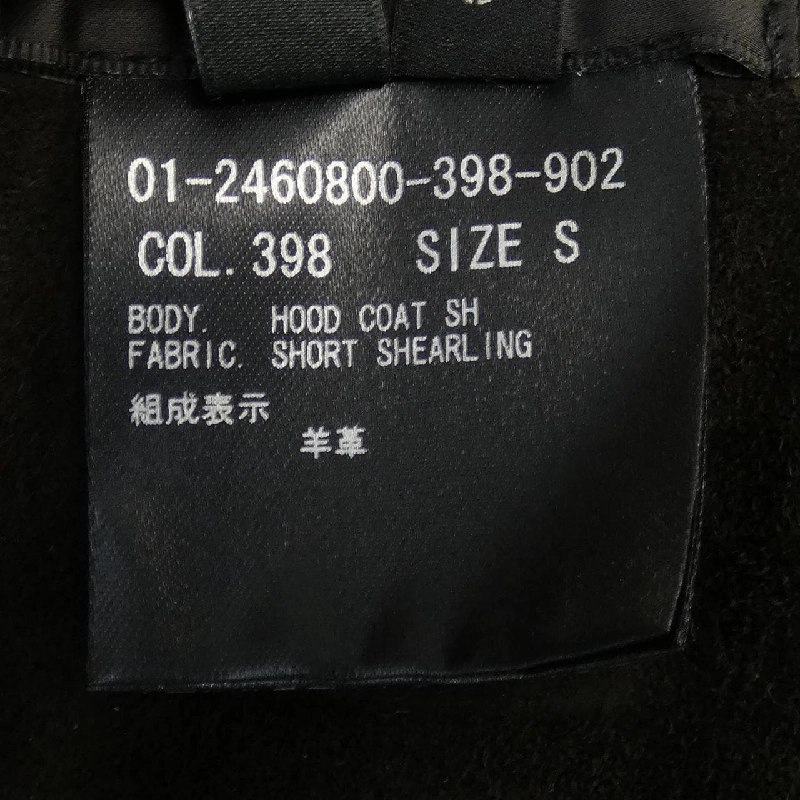 01-2460800-398-902
COL. 398 SIZE S
BODY. HOOD COAT SH
FABRIC. SHORT SHEARLING
組成表示
羊革